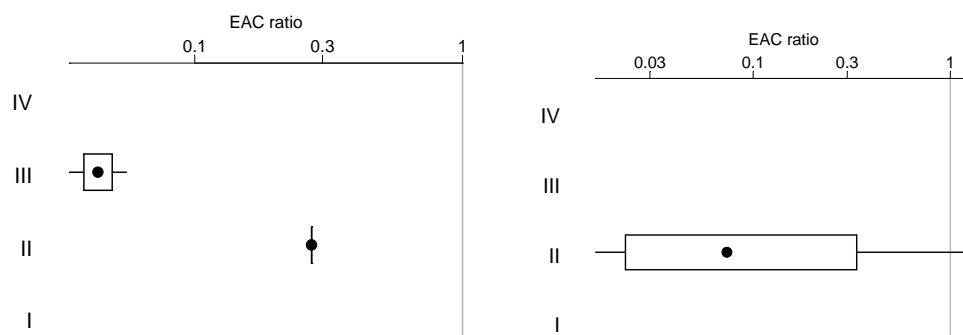 EAC ratio
0.1 0.3 1
IV
III
II
I
EAC ratio
0.03 0.1 0.3 1
IV
III
II
I